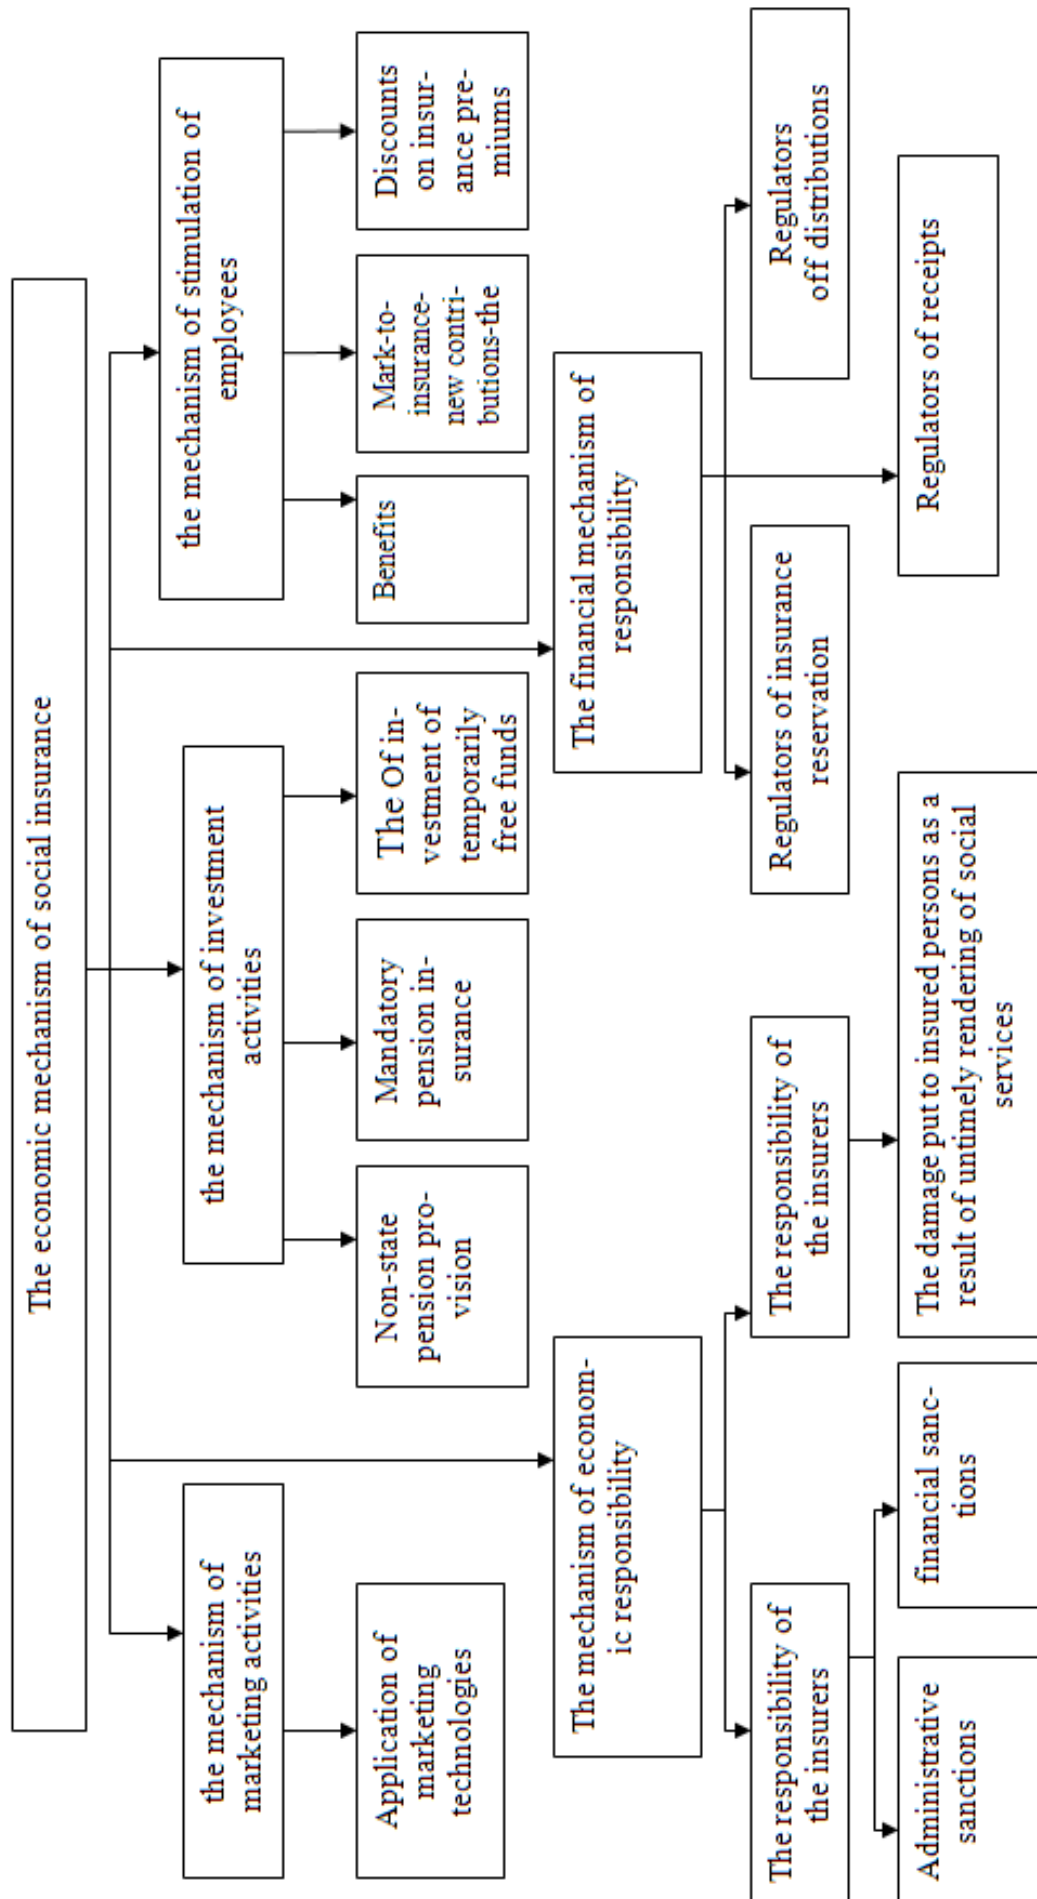 The economic mechanism of social insurance
the mechanism of
marketing activities
the mechanism of investment
activities
the mechanism of stimulation of
employees
Application of
marketing
technologies
Non-state
pension pro-
vision
Mandatory
pension in-
surance
The Of in-
vestment of
temporarily
free funds
Benefits
Mark-to-
insurance-
new contri-
butions-the
Discounts
on insur-
ance pre-
miums
The mechanism of econom-
ic responsibility
The financial mechanism of
responsibility
The responsibility of
the insurers
The responsibility of
the insurers
Regulators of insurance
reservation
Regulators
off distributions
Administrative
sanctions
financial sanc-
tions
The damage put to insured persons as a
result of untimely rendering of social
services
Regulators of receipts